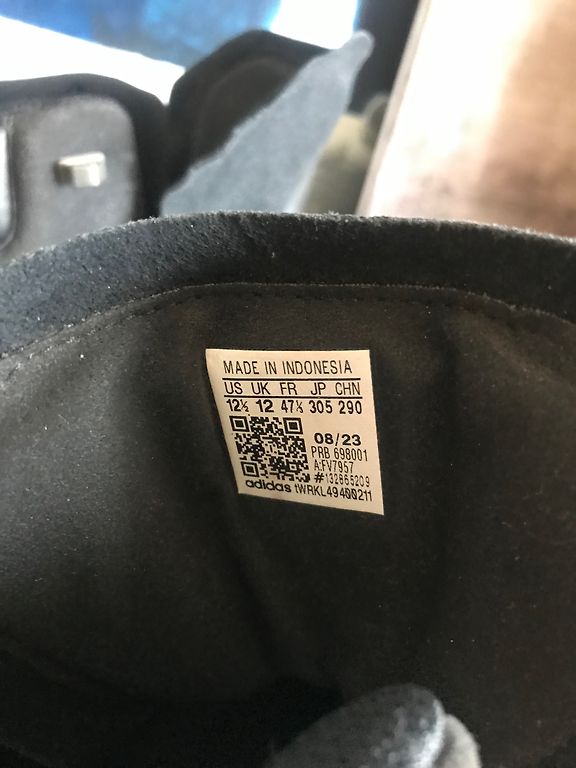 MADE IN INDONESIA
US UK FR JP CHN
12½ 12 47⅓ 305 290
08/23
PRB 698001
A:FV7957
#132865209
adidas tWRKL49400211